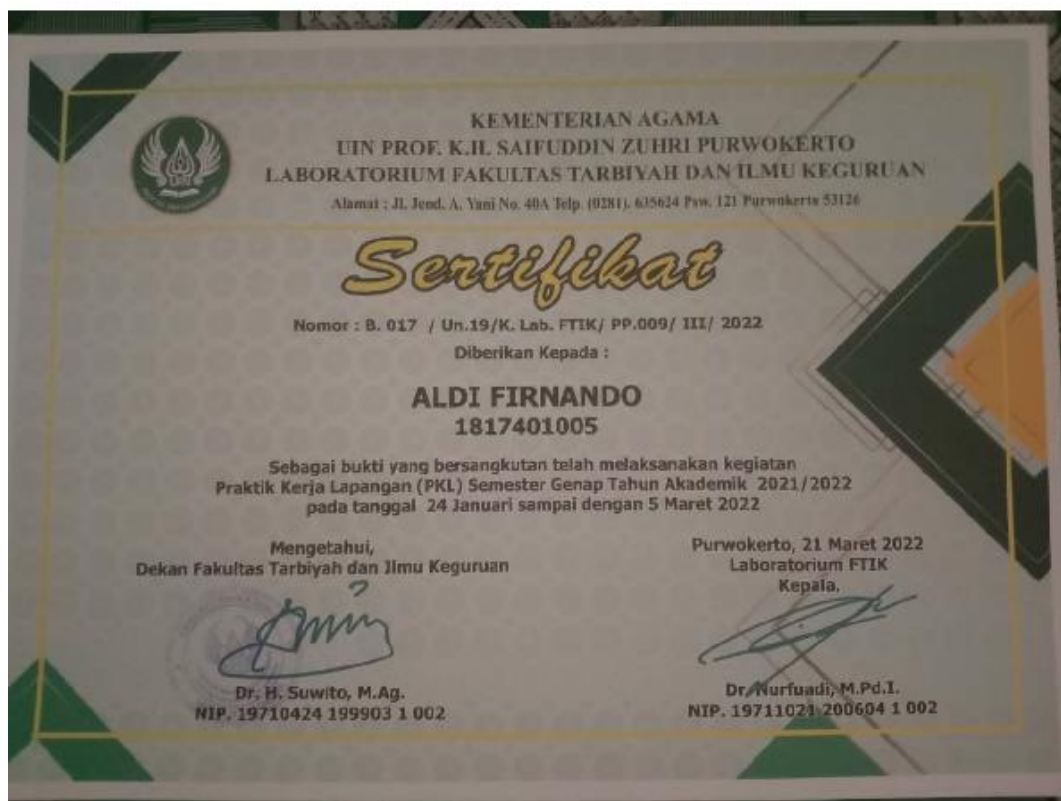 KEMENTERIAN AGAMA
UIN PROF. K.H. SAIFUDDIN ZUHRI PURWOKERTO
LABORATORIUM FAKULTAS TARBIYAH DAN ILMU KEGURUAN
Alamat : Jl. Jend. A. Yani No. 40A Telp. (0281). 635624 Psw. 121 Purwokerto 53126
Sertifikat
Nomor : B. 017 / Un.19/K. Lab. FTIK/ PP.009/ III/ 2022
Diberikan Kepada :
ALDI FIRNANDO
1817401005
Sebagai bukti yang bersangkutan telah melaksanakan kegiatan
Praktik Kerja Lapangan (PKL) Semester Genap Tahun Akademik 2021/2022
pada tanggal 24 Januari sampai dengan 5 Maret 2022
Mengetahui,
Dekan Fakultas Tarbiyah dan Ilmu Keguruan
Dr. H. Suwito, M.Ag.
NIP. 19710424 199903 1 002
Purwokerto, 21 Maret 2022
Laboratorium FTIK
Kepala,
Dr. Nurfuadi, M.Pd.I.
NIP. 19711021 200604 1 002